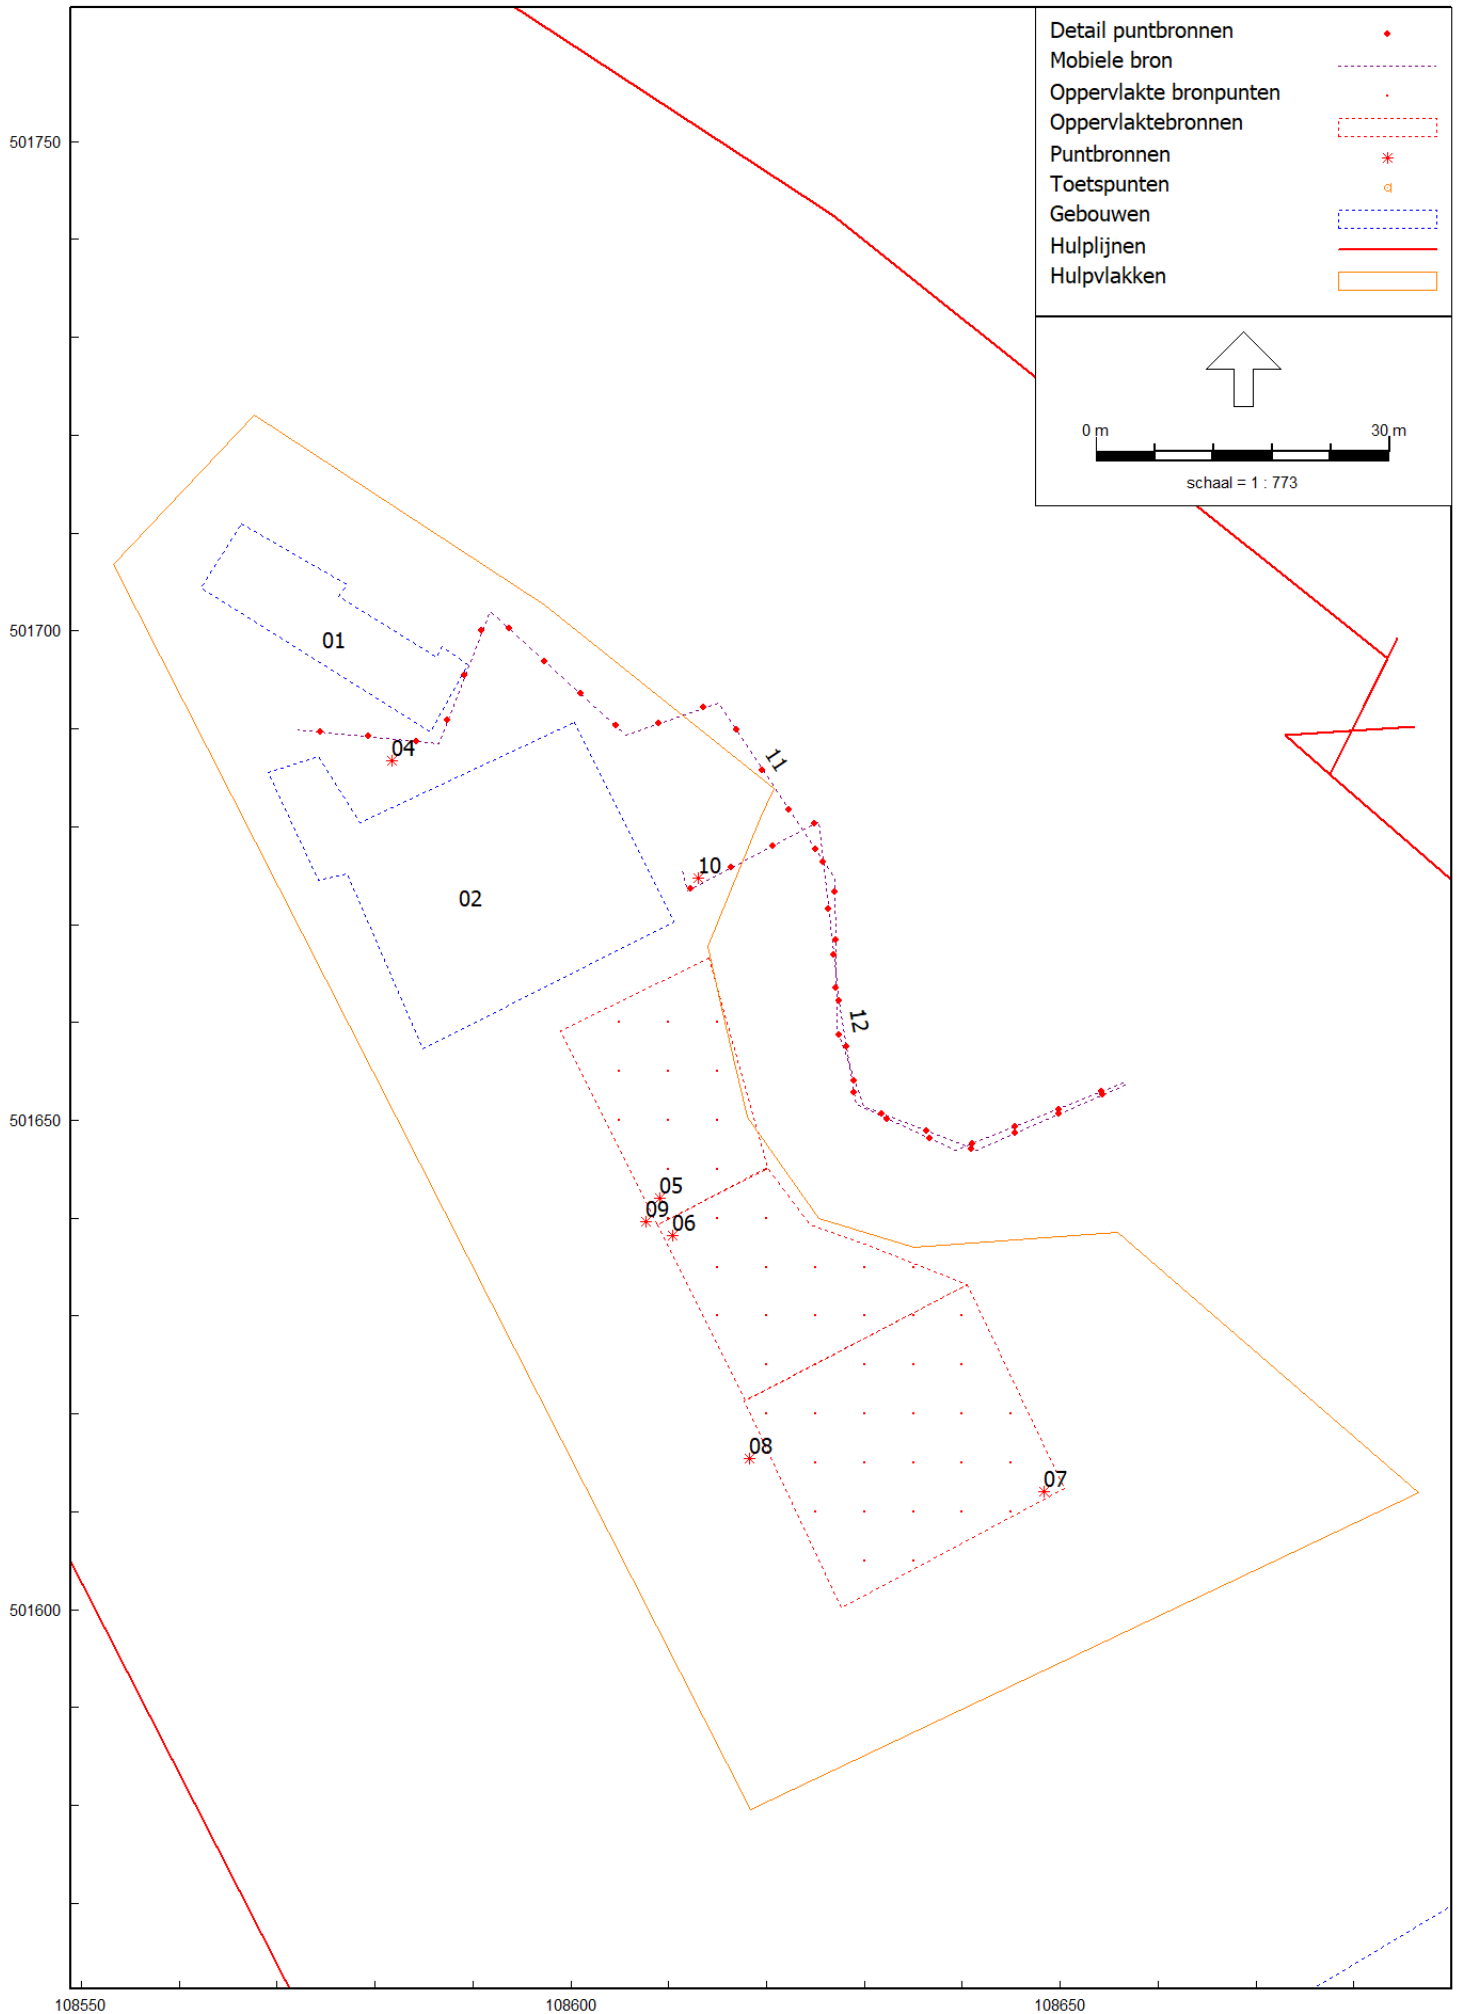 Detail puntbronnen
Mobiele bron
Oppervlakte bronpunten
Oppervlaktebronnen
Puntbronnen
Toetspunten
Gebouwen
Hulplijnen
Hulpvlakken
0 m 30 m
schaal = 1 : 773
501750
501700
501650
501600
01
04
11
10
02
12
05
09
06
08
07
108550 108600 108650